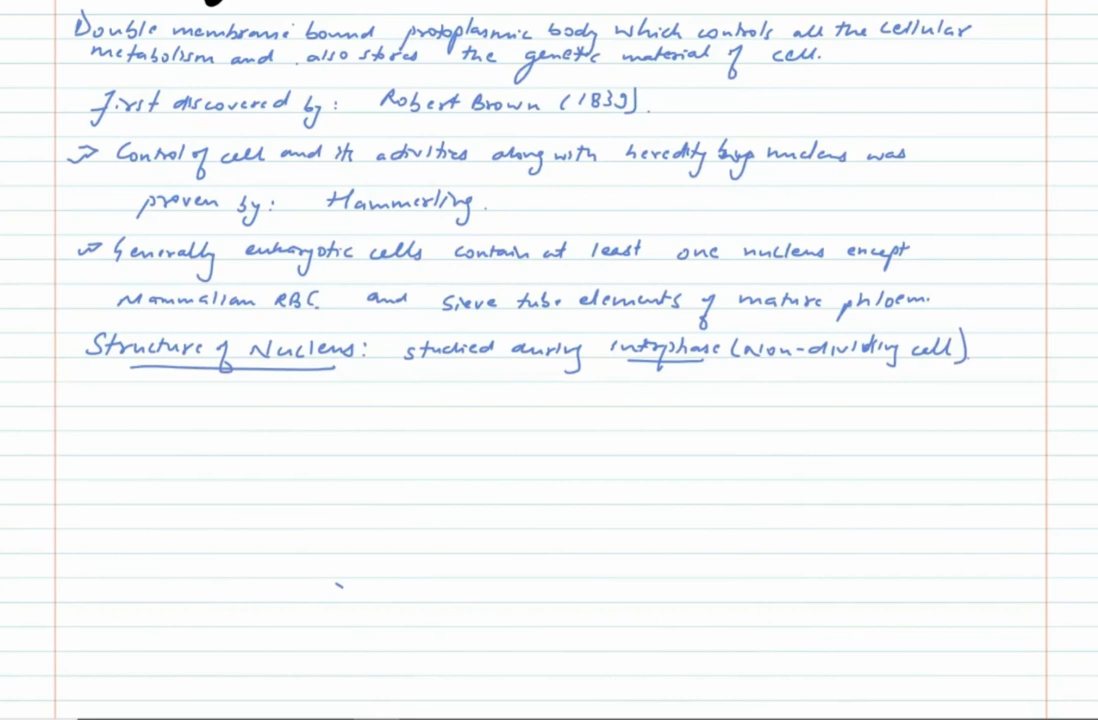 Double membrane bound protoplasmic body which controls all the cellular
metabolism and also stores the genetic material of cell.
First discovered by: Robert Brown (1839).
→ Control of cell and its activities along with heredity by nucleus was
proven by: Hammerling.
→ Generally eukaryotic cells contain at least one nucleus except
Mammalian RBC and sieve tube elements of mature phloem.
Structure of Nucleus: studied during interphase (Non-dividing cell).